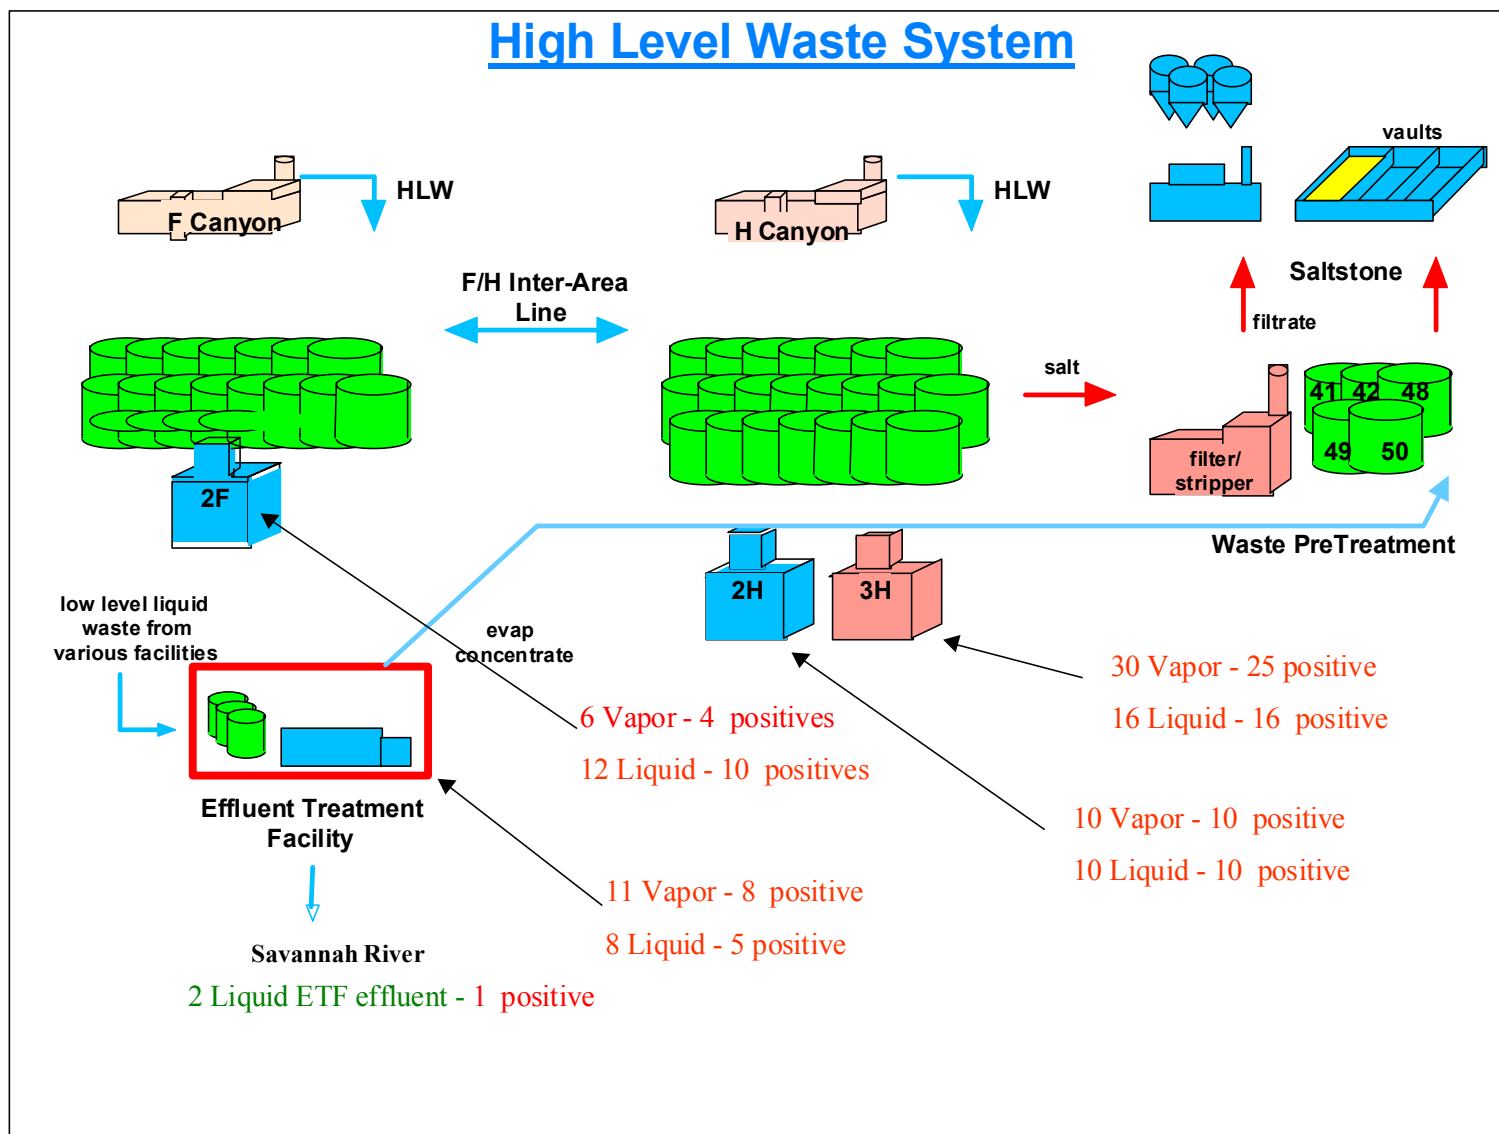 High Level Waste System
vaults
HLW
HLW
F Canyon
H Canyon
F/H Inter-Area
Line
Saltstone
filtrate
salt
41 42 48
49 50
filter/
stripper
2F
Waste PreTreatment
2H
3H
low level liquid
waste from
various facilities
evap
concentrate
30 Vapor - 25 positive
16 Liquid - 16 positive
6 Vapor - 4 positives
12 Liquid - 10 positives
Effluent Treatment
Facility
10 Vapor - 10 positive
10 Liquid - 10 positive
11 Vapor - 8 positive
8 Liquid - 5 positive
Savannah River
2 Liquid ETF effluent - 1 positive